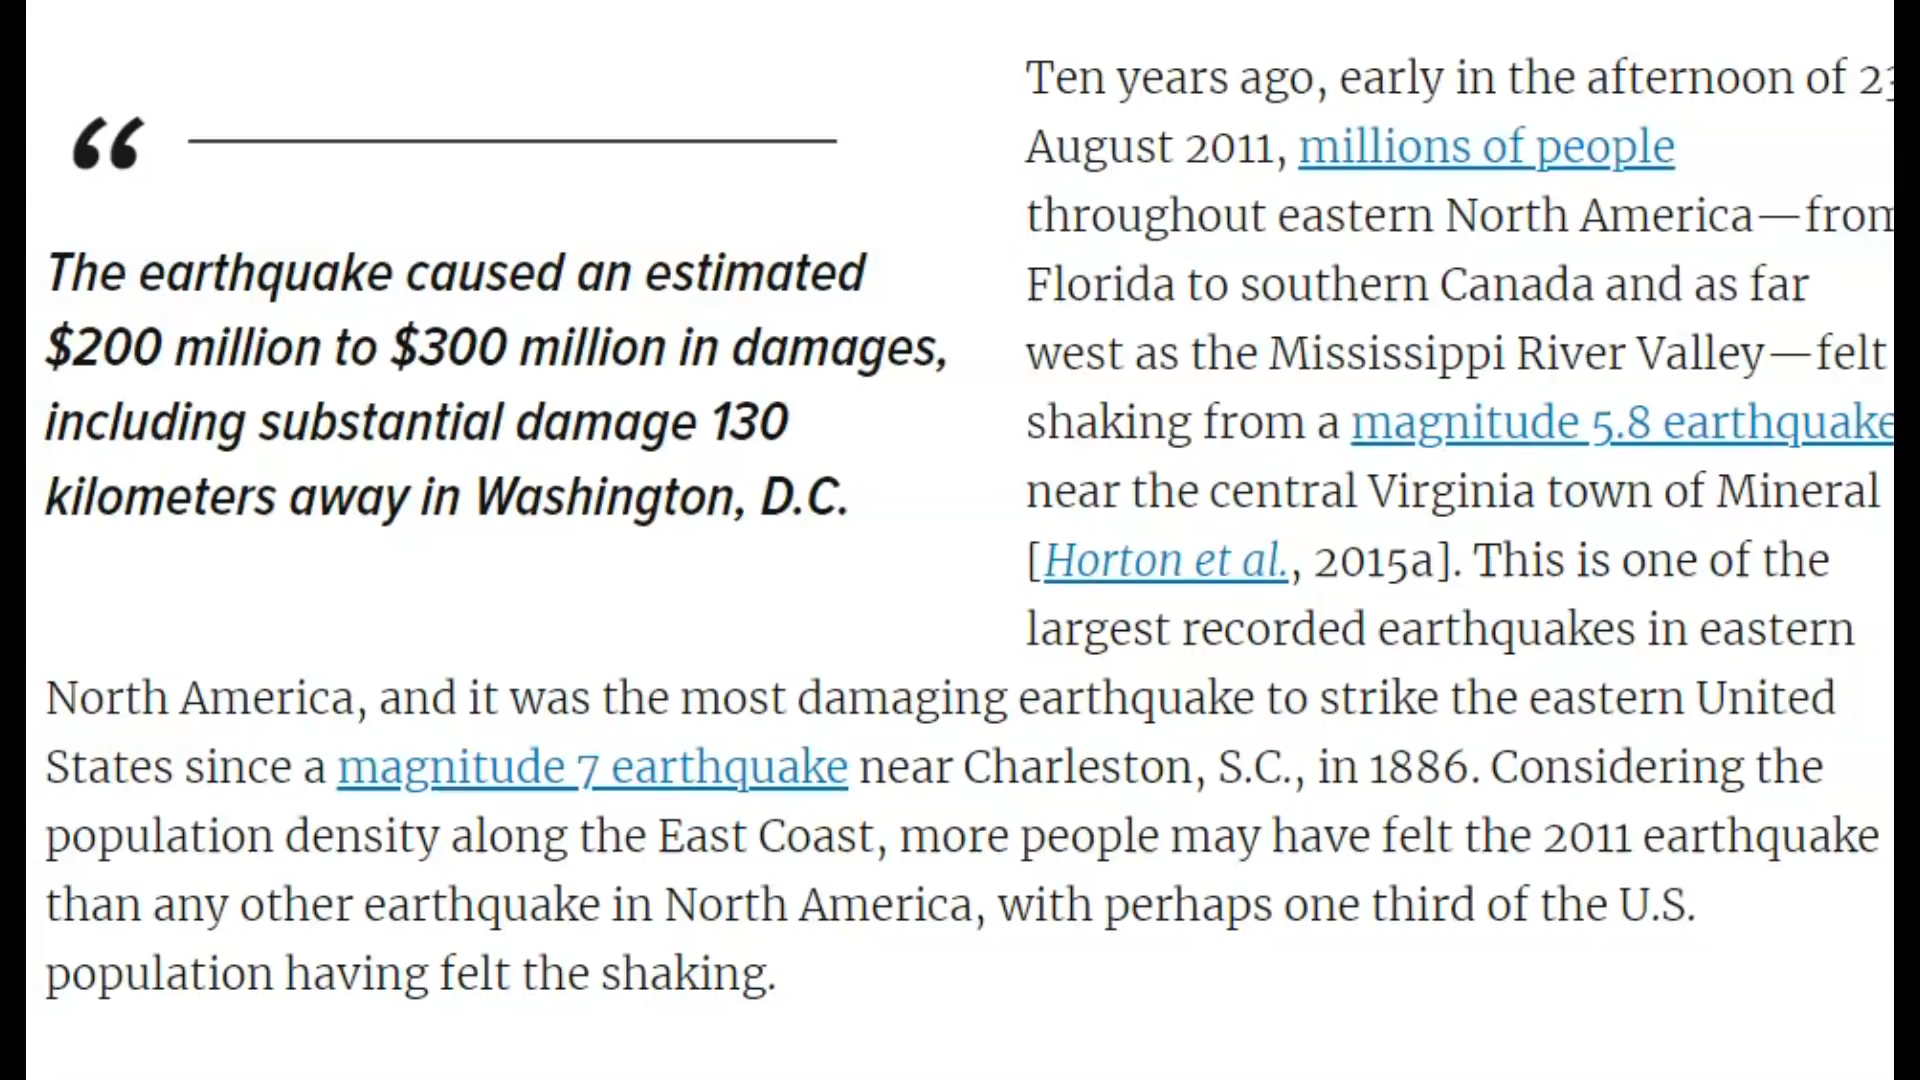 “
The earthquake caused an estimated
$200 million to $300 million in damages,
including substantial damage 130
kilometers away in Washington, D.C.
Ten years ago, early in the afternoon of 23
August 2011, millions of people
throughout eastern North America—from
Florida to southern Canada and as far
west as the Mississippi River Valley—felt
shaking from a magnitude 5.8 earthquake
near the central Virginia town of Mineral
[Horton et al., 2015a]. This is one of the
largest recorded earthquakes in eastern
North America, and it was the most damaging earthquake to strike the eastern United
States since a magnitude 7 earthquake near Charleston, S.C., in 1886. Considering the
population density along the East Coast, more people may have felt the 2011 earthquake
than any other earthquake in North America, with perhaps one third of the U.S.
population having felt the shaking.